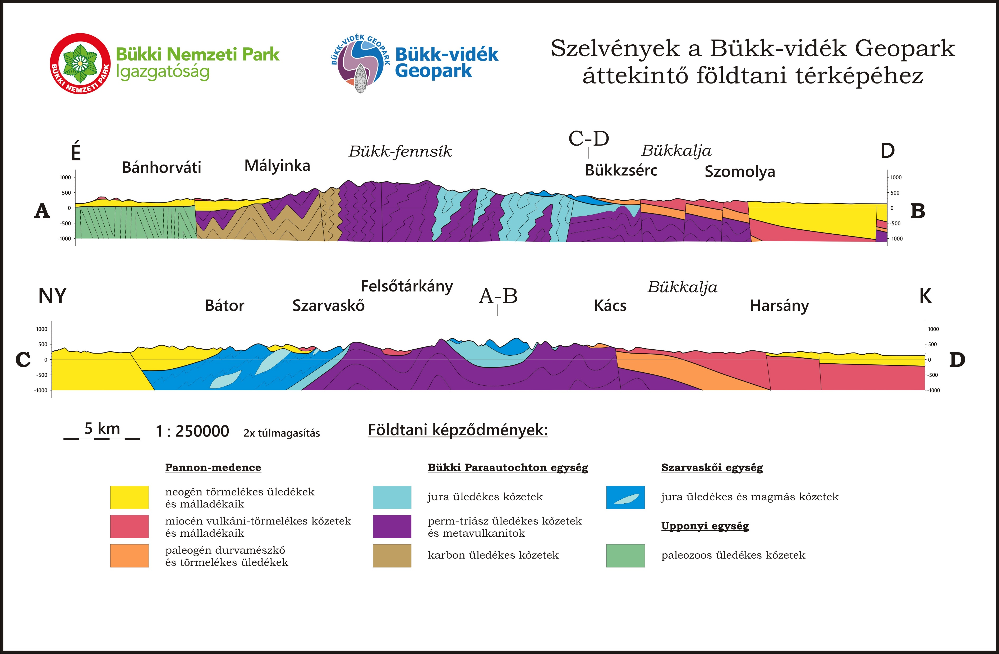 BÜKKI NEMZETI PARK
Bükki Nemzeti Park
Igazgatóság
BÜKK-VIDÉK GEOPARK
Bükk-vidék
Geopark
Szelvények a Bükk-vidék Geopark
áttekintő földtani térképéhez
É
Bánhorváti
Mályinka
Bükk-fennsík
C-D
Bükkalja
Bükkzsérc
Szomolya
D
A
1000
500
0
-500
-1000
1000
500
0
-500
-1000
B
NY
Bátor
Szarvaskő
Felsőtárkány
A-B
Kács
Bükkalja
Harsány
K
C
1000
500
0
-500
-1000
1000
500
0
-500
-1000
D
5 km
1 : 250000
2x túlmagasítás
Földtani képződmények:
Pannon-medence
neogén törmelékes üledékek
és málladékaik
miocén vulkáni-törmelékes kőzetek
és málladékaik
paleogén durvamészkő
és törmelékes üledékek
Bükki Paraautochton egység
jura üledékes kőzetek
perm-triász üledékes kőzetek
és metavulkanitok
karbon üledékes kőzetek
Szarvaskői egység
jura üledékes és magmás kőzetek
Upponyi egység
paleozoos üledékes kőzetek